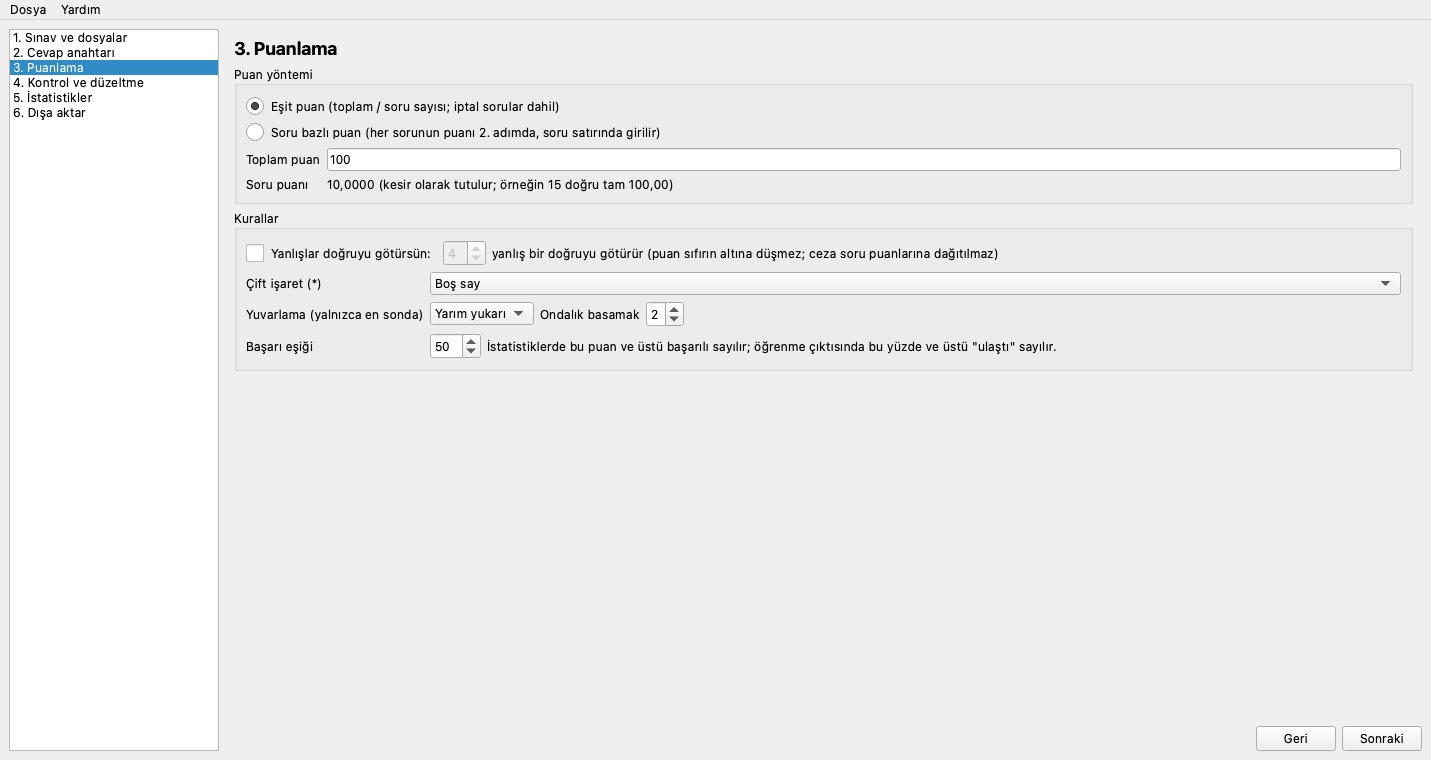 Dosya Yardım
1. Sınav ve dosyalar
2. Cevap anahtarı
3. Puanlama
4. Kontrol ve düzeltme
5. İstatistikler
6. Dışa aktar
3. Puanlama
Puan yöntemi
Eşit puan (toplam / soru sayısı; iptal sorular dahil)
Soru bazlı puan (her sorunun puanı 2. adımda, soru satırında girilir)
Toplam puan 100
Soru puanı 10,0000 (kesir olarak tutulur; örneğin 15 doğru tam 100,00)
Kurallar
Yanlışlar doğruyu götürsün: 4 yanlış bir doğruyu götürür (puan sıfırın altına düşmez; ceza soru puanlarına dağıtılmaz)
Çift işaret (*) Boş say
Yuvarlama (yalnızca en sonda) Yarım yukarı Ondalık basamak 2
Başarı eşiği 50 İstatistiklerde bu puan ve üstü başarılı sayılır; öğrenme çıktısında bu yüzde ve üstü "ulaştı" sayılır.
Geri Sonraki